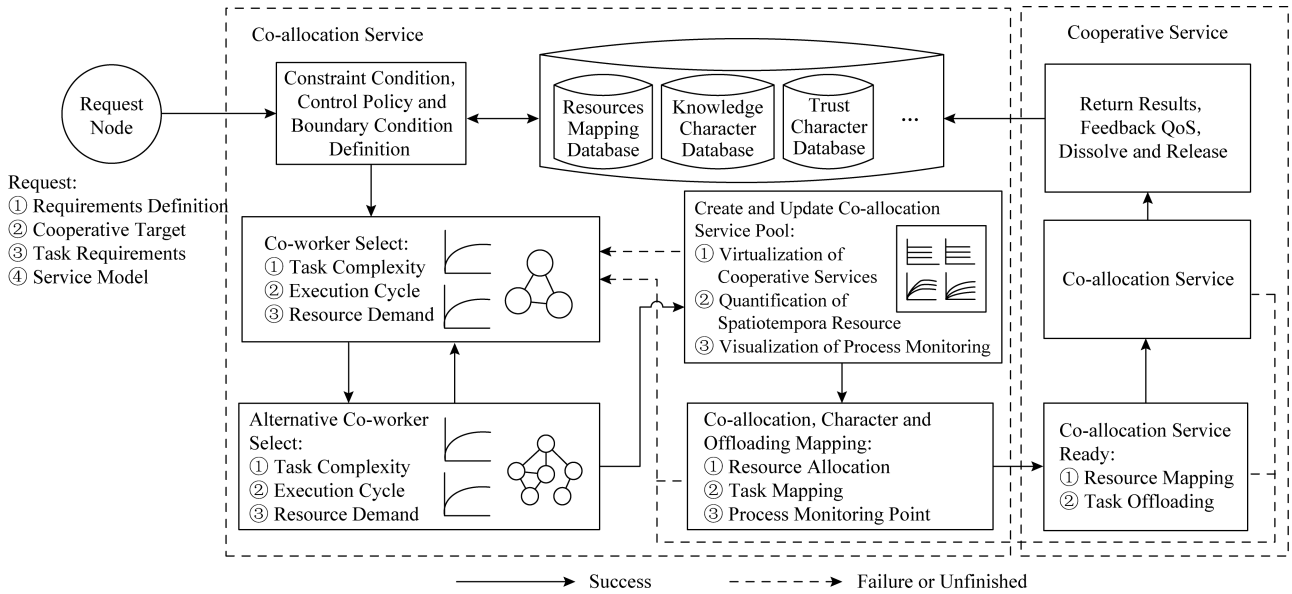 Co-allocation Service
Cooperative Service
Request
Node
Constraint Condition,
Control Policy and
Boundary Condition
Definition
Resources
Mapping
Database
Knowledge
Character
Database
Trust
Character
Database
...
Return Results,
Feedback QoS,
Dissolve and Release
Request:
① Requirements Definition
② Cooperative Target
③ Task Requirements
④ Service Model
Co-worker Select:
① Task Complexity
② Execution Cycle
③ Resource Demand
Create and Update Co-allocation
Service Pool:
① Virtualization of
Cooperative Services
② Quantification of
Spatiotempora Resource
③ Visualization of Process Monitoring
Co-allocation Service
Alternative Co-worker
Select:
① Task Complexity
② Execution Cycle
③ Resource Demand
Co-allocation, Character and
Offloading Mapping:
① Resource Allocation
② Task Mapping
③ Process Monitoring Point
Co-allocation Service
Ready:
① Resource Mapping
② Task Offloading
Success
Failure or Unfinished